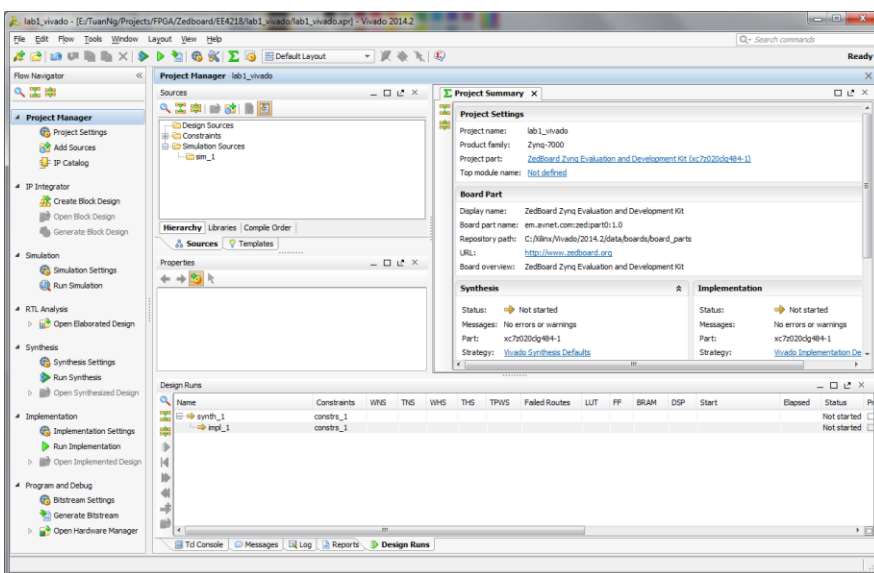 lab1_vivado - [E:/TuanNg/Projects/FPGA/Zedboard/EE4218/lab1_vivado/lab1_vivado.xpr] - Vivado 2014.2
File Edit Flow Tools Window Layout View Help
Search commands
Default Layout
Ready
Flow Navigator
Project Manager
Project Settings
Add Sources
IP Catalog
IP Integrator
Create Block Design
Open Block Design
Generate Block Design
Simulation
Simulation Settings
Run Simulation
RTL Analysis
Open Elaborated Design
Synthesis
Synthesis Settings
Run Synthesis
Open Synthesized Design
Implementation
Implementation Settings
Run Implementation
Open Implemented Design
Program and Debug
Bitstream Settings
Generate Bitstream
Open Hardware Manager
Project Manager - lab1_vivado
Sources
Design Sources
Constraints
Simulation Sources
sim_1
Hierarchy Libraries Compile Order
Sources Templates
Properties
Project Summary
Project Settings
Project name: lab1_vivado
Product family: Zynq-7000
Project part: ZedBoard Zynq Evaluation and Development Kit (xc7z020clg484-1)
Top module name: Not defined
Board Part
Display name: ZedBoard Zynq Evaluation and Development Kit
Board part name: em.avnet.com:zed:part0:1.0
Repository path: C:/Xilinx/Vivado/2014.2/data/boards/board_parts
URL: http://www.zedboard.org
Board overview: ZedBoard Zynq Evaluation and Development Kit
Synthesis
Status: Not started
Messages: No errors or warnings
Part: xc7z020clg484-1
Strategy: Vivado Synthesis Defaults
Implementation
Status: Not started
Messages: No errors or warnings
Part: xc7z020clg484-1
Strategy: Vivado Implementation De
Design Runs
Name Constraints WNS TNS WHS THS TPWS Failed Routes LUT FF BRAM DSP Start Elapsed Status Pr
synth_1 constrs_1 Not started
impl_1 constrs_1 Not started
Tcl Console Messages Log Reports Design Runs